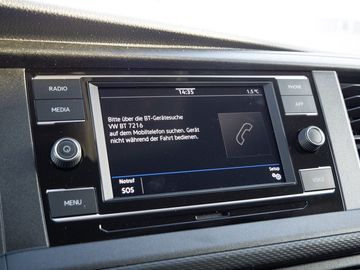 RADIO
MEDIA
MENU
14:35
1.5°C
Bitte über die BT-Gerätesuche
VW BT 7216
auf dem Mobiltelefon suchen. Gerät
nicht während der Fahrt bedienen.
Notruf
SOS
Setup
PHONE
APP
VOICE